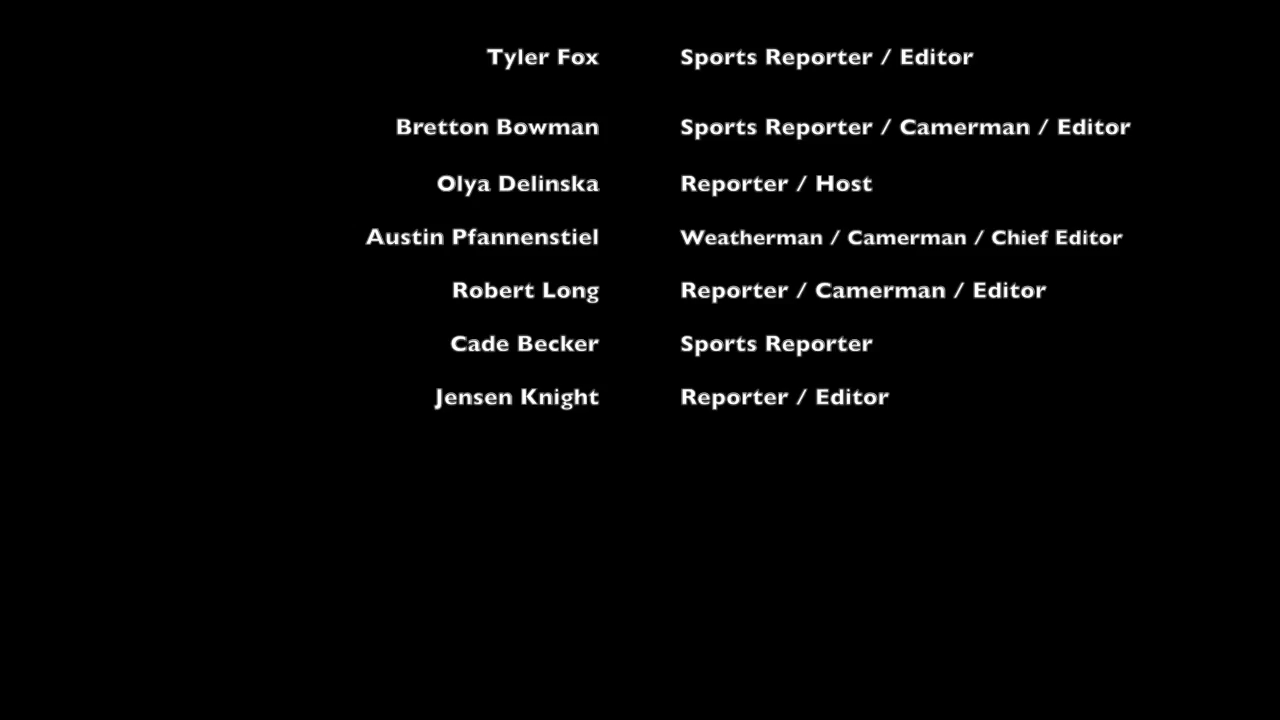 Tyler Fox Sports Reporter / Editor
Bretton Bowman Sports Reporter / Camerman / Editor
Olya Delinska Reporter / Host
Austin Pfannenstiel Weatherman / Camerman / Chief Editor
Robert Long Reporter / Camerman / Editor
Cade Becker Sports Reporter
Jensen Knight Reporter / Editor